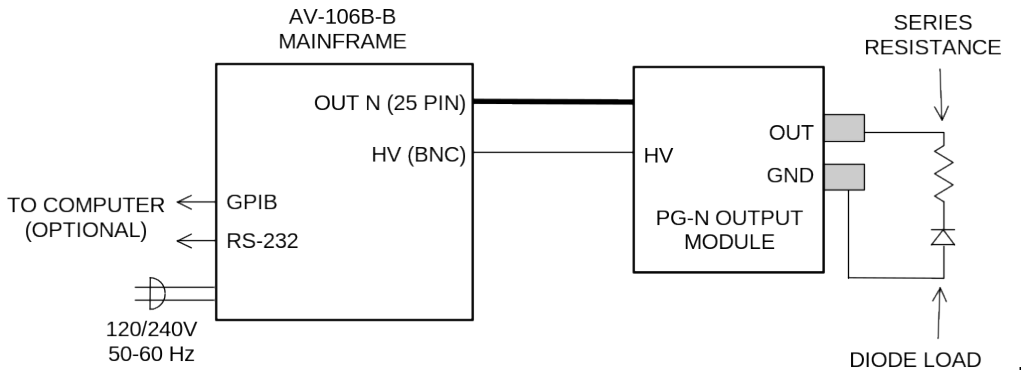 AV-106B-B
MAINFRAME
SERIES
RESISTANCE
OUT N (25 PIN)
HV (BNC)
HV
OUT
GND
TO COMPUTER
(OPTIONAL)
GPIB
RS-232
PG-N OUTPUT
MODULE
120/240V
50-60 Hz
DIODE LOAD
.